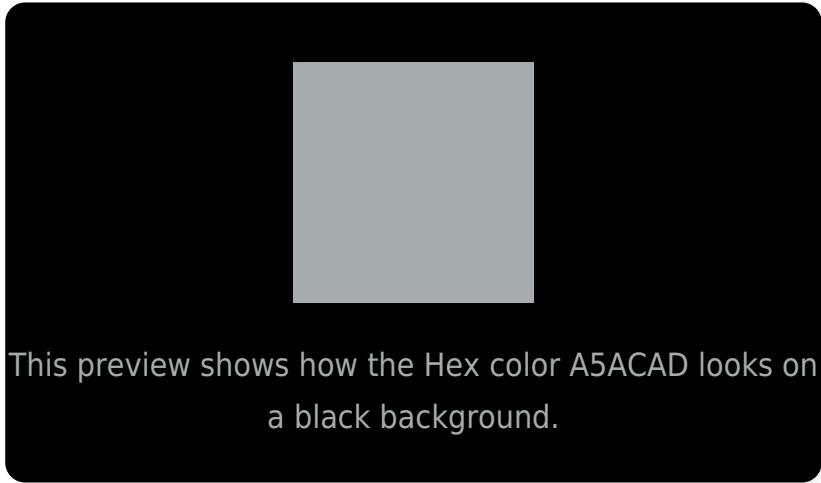 This preview shows how the Hex color A5ACAD looks on
a black background.